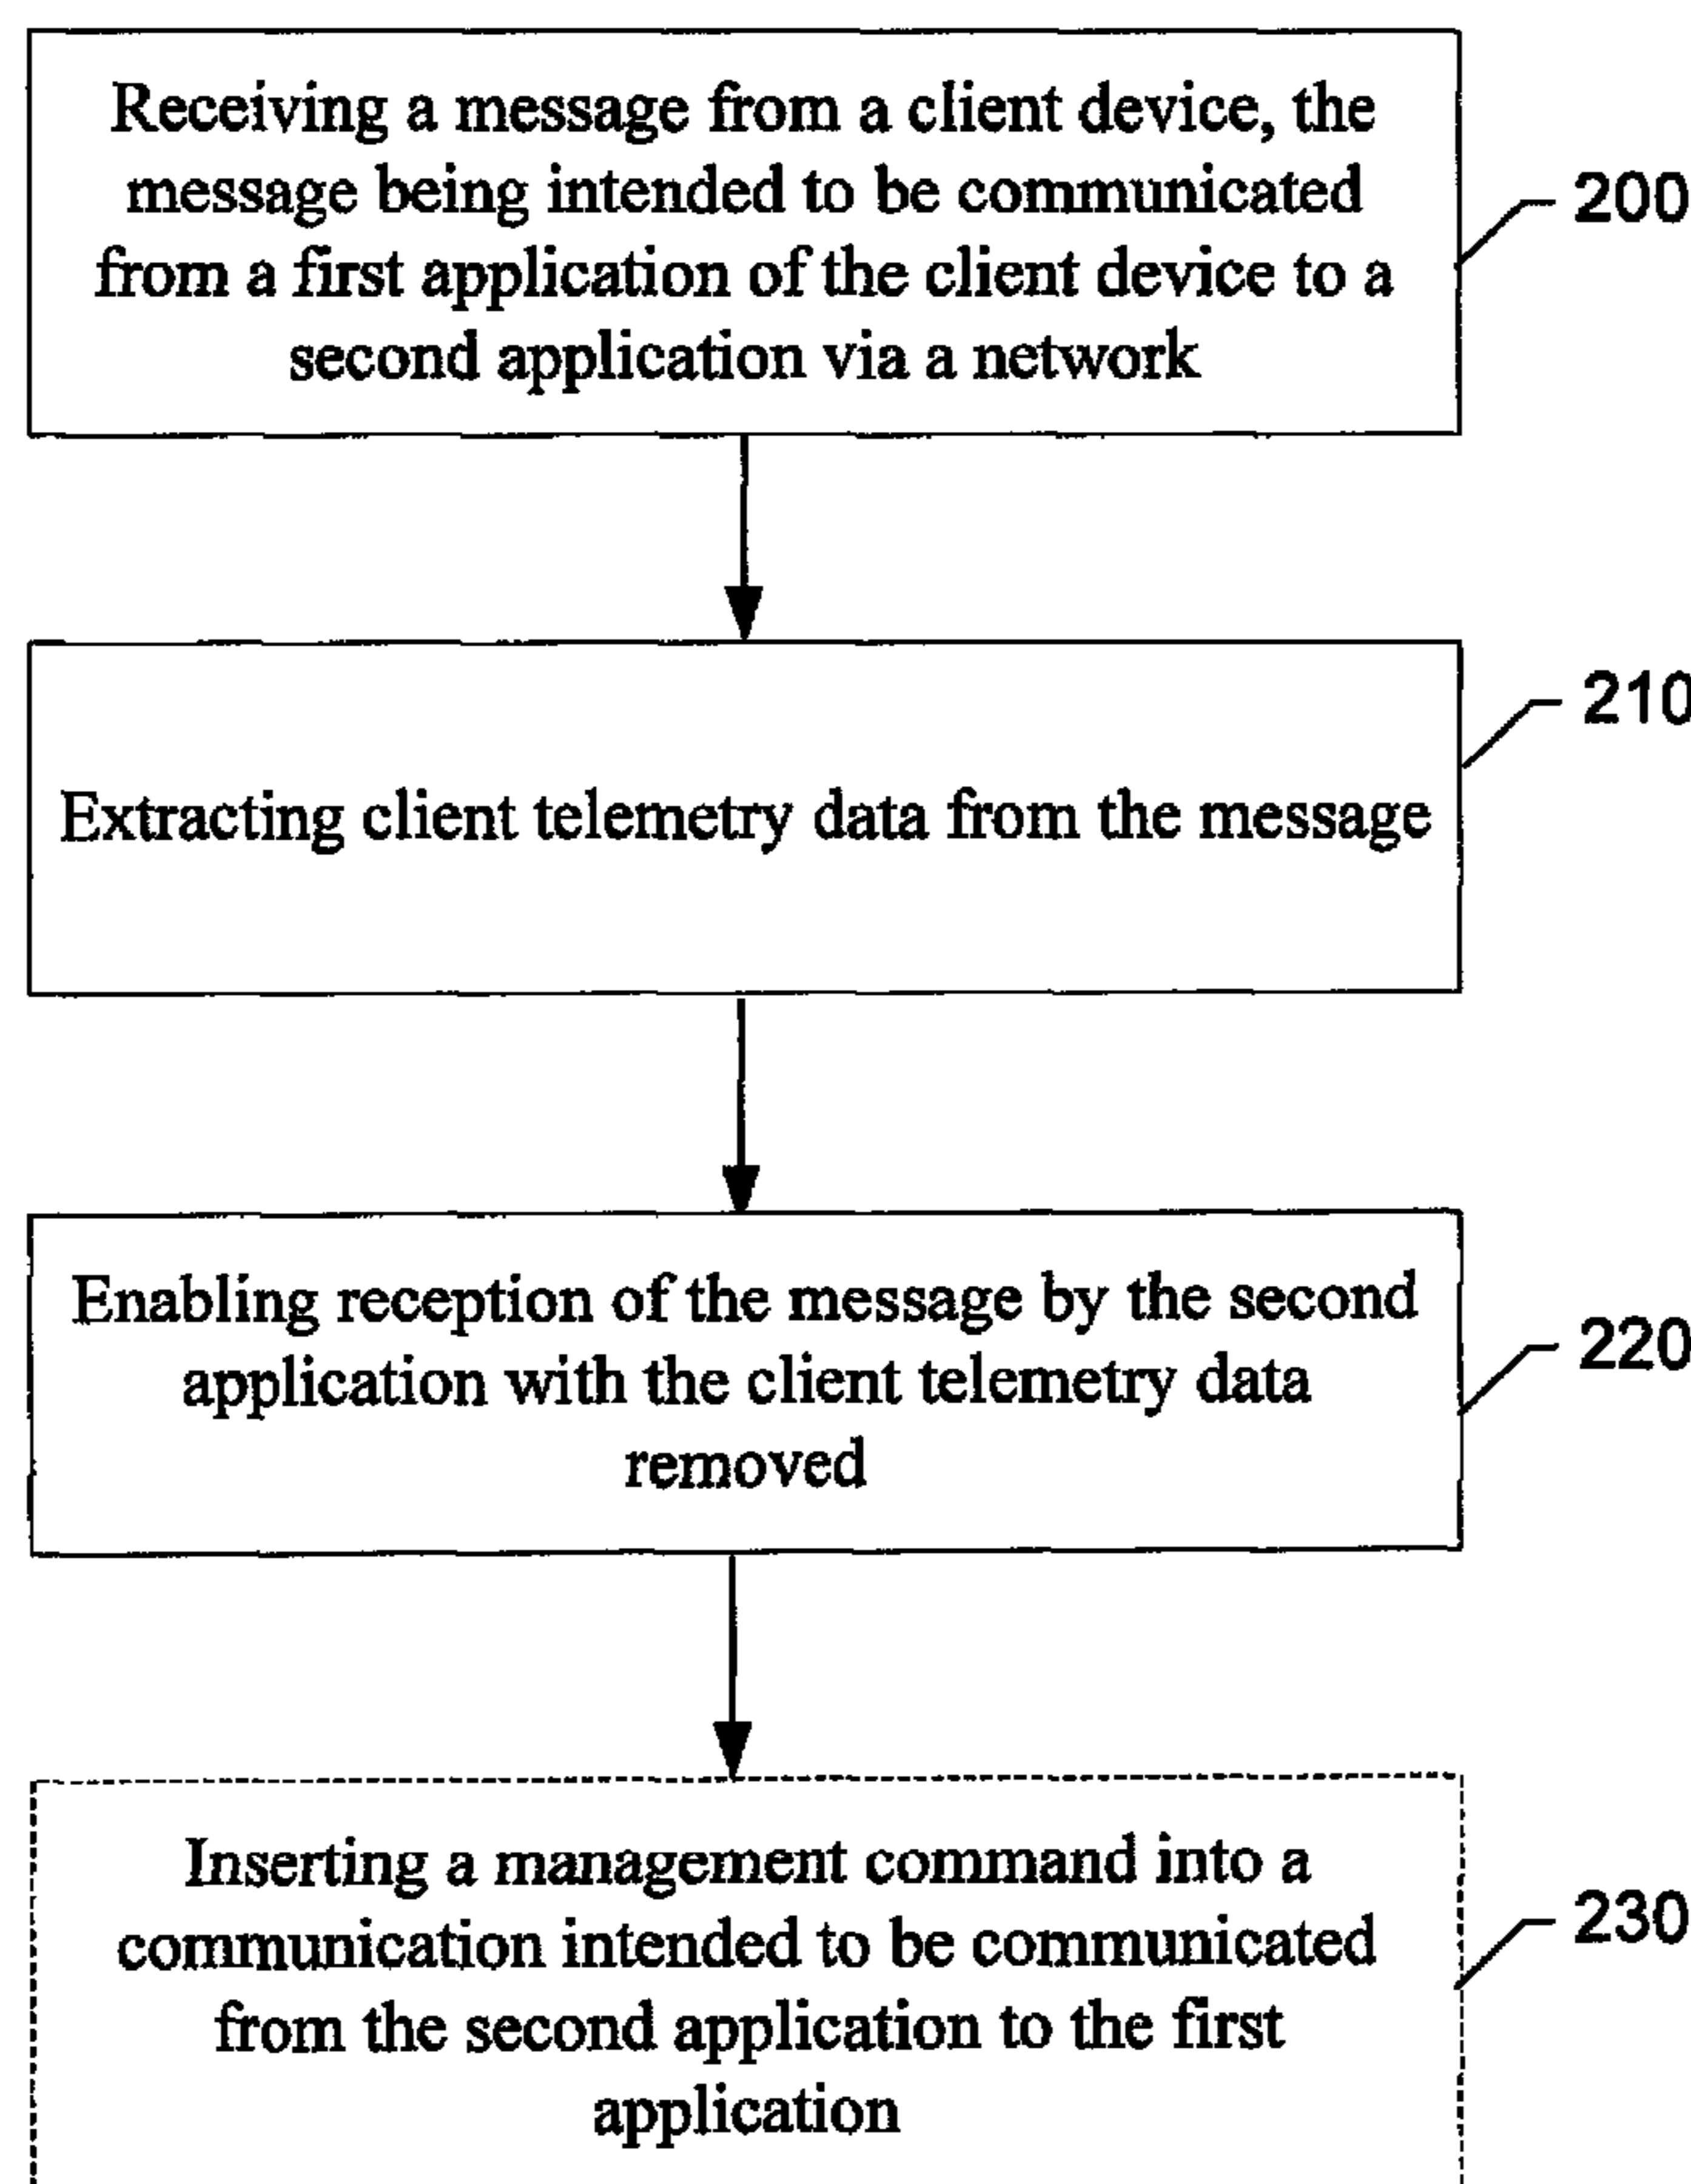 Receiving a message from a client device, the
message being intended to be communicated
from a first application of the client device to a
second application via a network
200
210
Extracting client telemetry data from the message
Enabling reception of the message by the second
application with the client telemetry data
removed
220
Inserting a management command into a
communication intended to be communicated
from the second application to the first
application
230